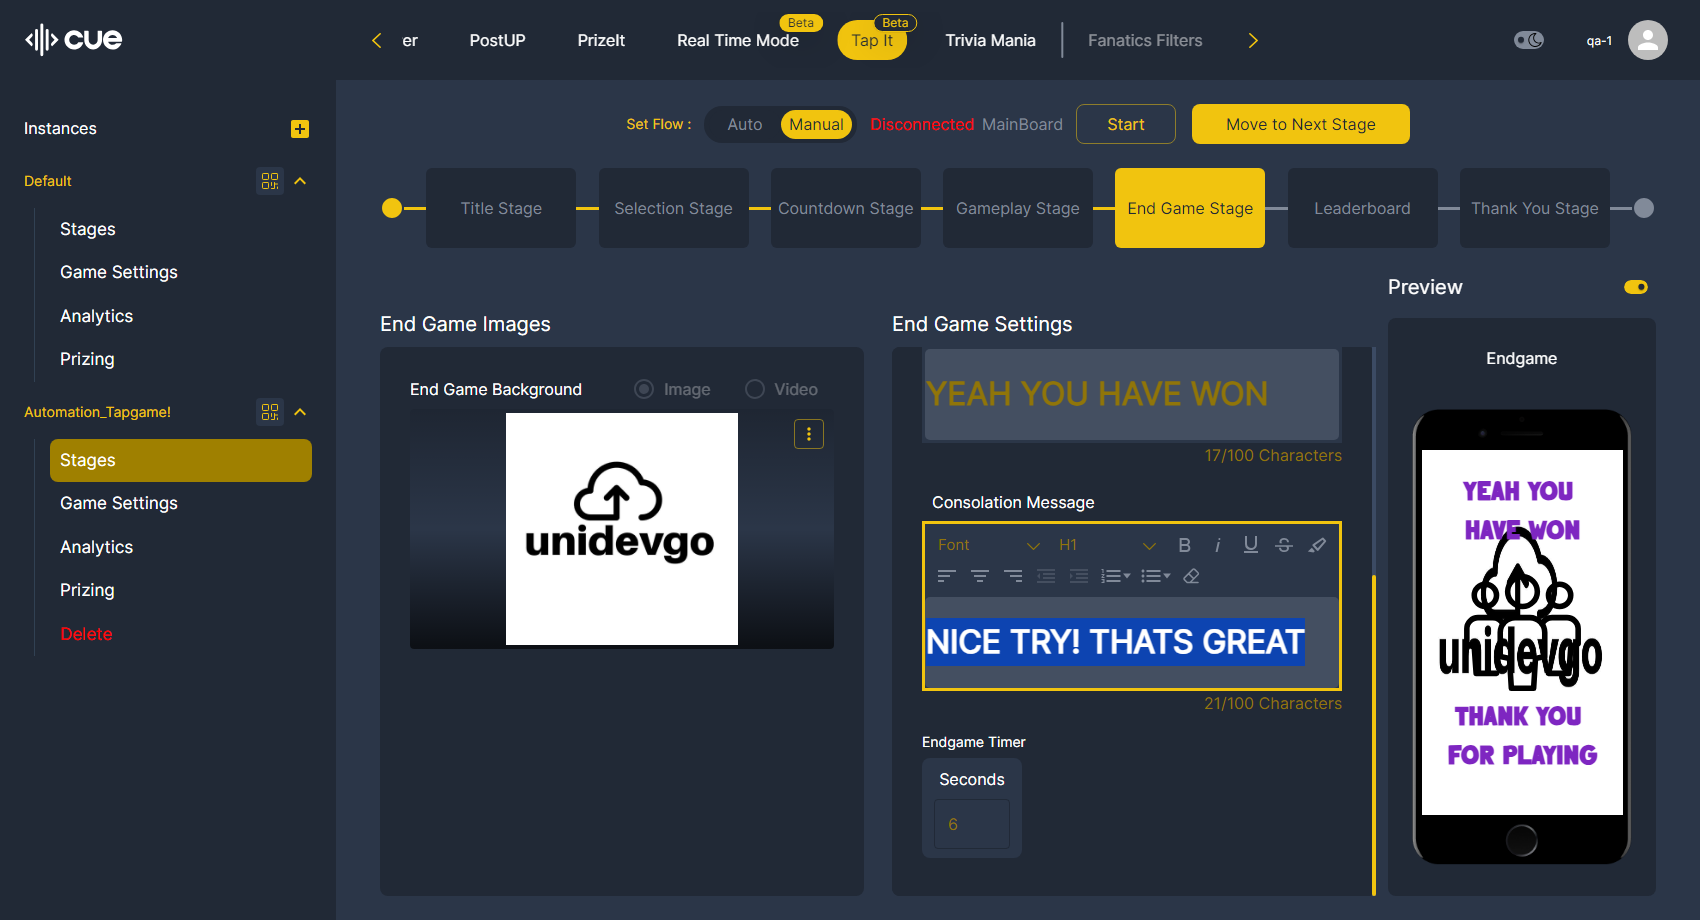 cue
er
PostUP
PrizeIt
Real Time Mode
Beta
Tap It
Beta
Trivia Mania
Fanatics Filters
qa-1
Instances
Default
Stages
Game Settings
Analytics
Prizing
Automation_Tapgame!
Stages
Game Settings
Analytics
Prizing
Delete
Set Flow :
Auto
Manual
Disconnected MainBoard
Start
Move to Next Stage
Title Stage
Selection Stage
Countdown Stage
Gameplay Stage
End Game Stage
Leaderboard
Thank You Stage
End Game Images
End Game Background
Image
Video
unidevgo
End Game Settings
YEAH YOU HAVE WON
17/100 Characters
Consolation Message
Font
H1
B
i
U
S
NICE TRY! THATS GREAT
21/100 Characters
Endgame Timer
Seconds
6
Preview
Endgame
YEAH YOU
HAVE WON
unidevgo
THANK YOU
FOR PLAYING